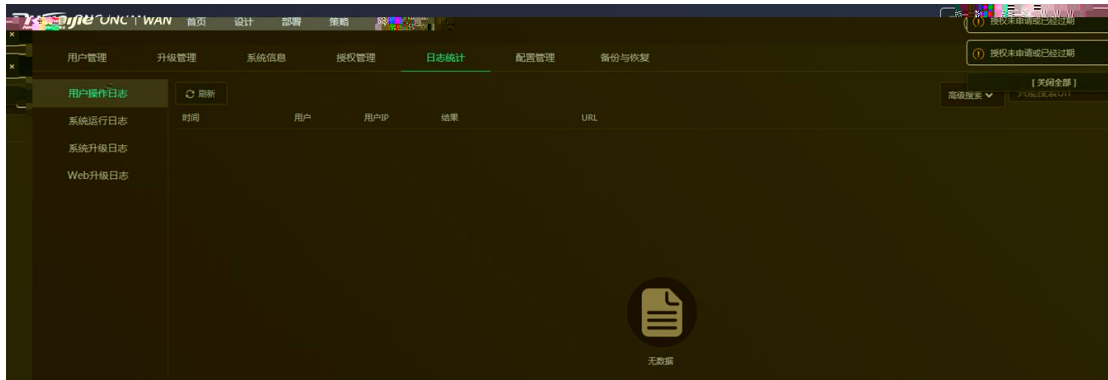 UNC WAN 首页 设计 部署 策略
授权未申请或已经过期
用户管理 升级管理 系统信息 授权管理 日志统计 配置管理 备份与恢复
授权未申请或已经过期
[ 关闭全部 ]
用户操作日志
刷新
高级搜索
系统运行日志
时间 用户 用户IP 结果 URL
系统升级日志
Web升级日志
无数据